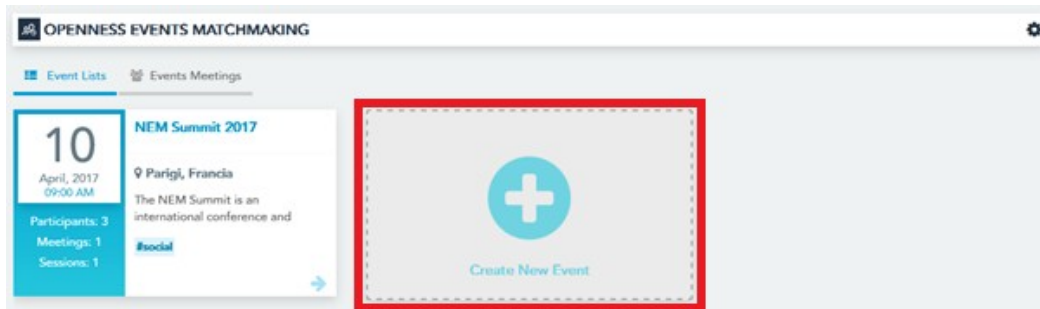 OPENNESS EVENTS MATCHMAKING
Event Lists
Events Meetings
10
April, 2017
09:00 AM
Participants: 3
Meetings: 1
Sessions: 1
NEM Summit 2017
Parigi, Francia
The NEM Summit is an
international conference and
#social
Create New Event